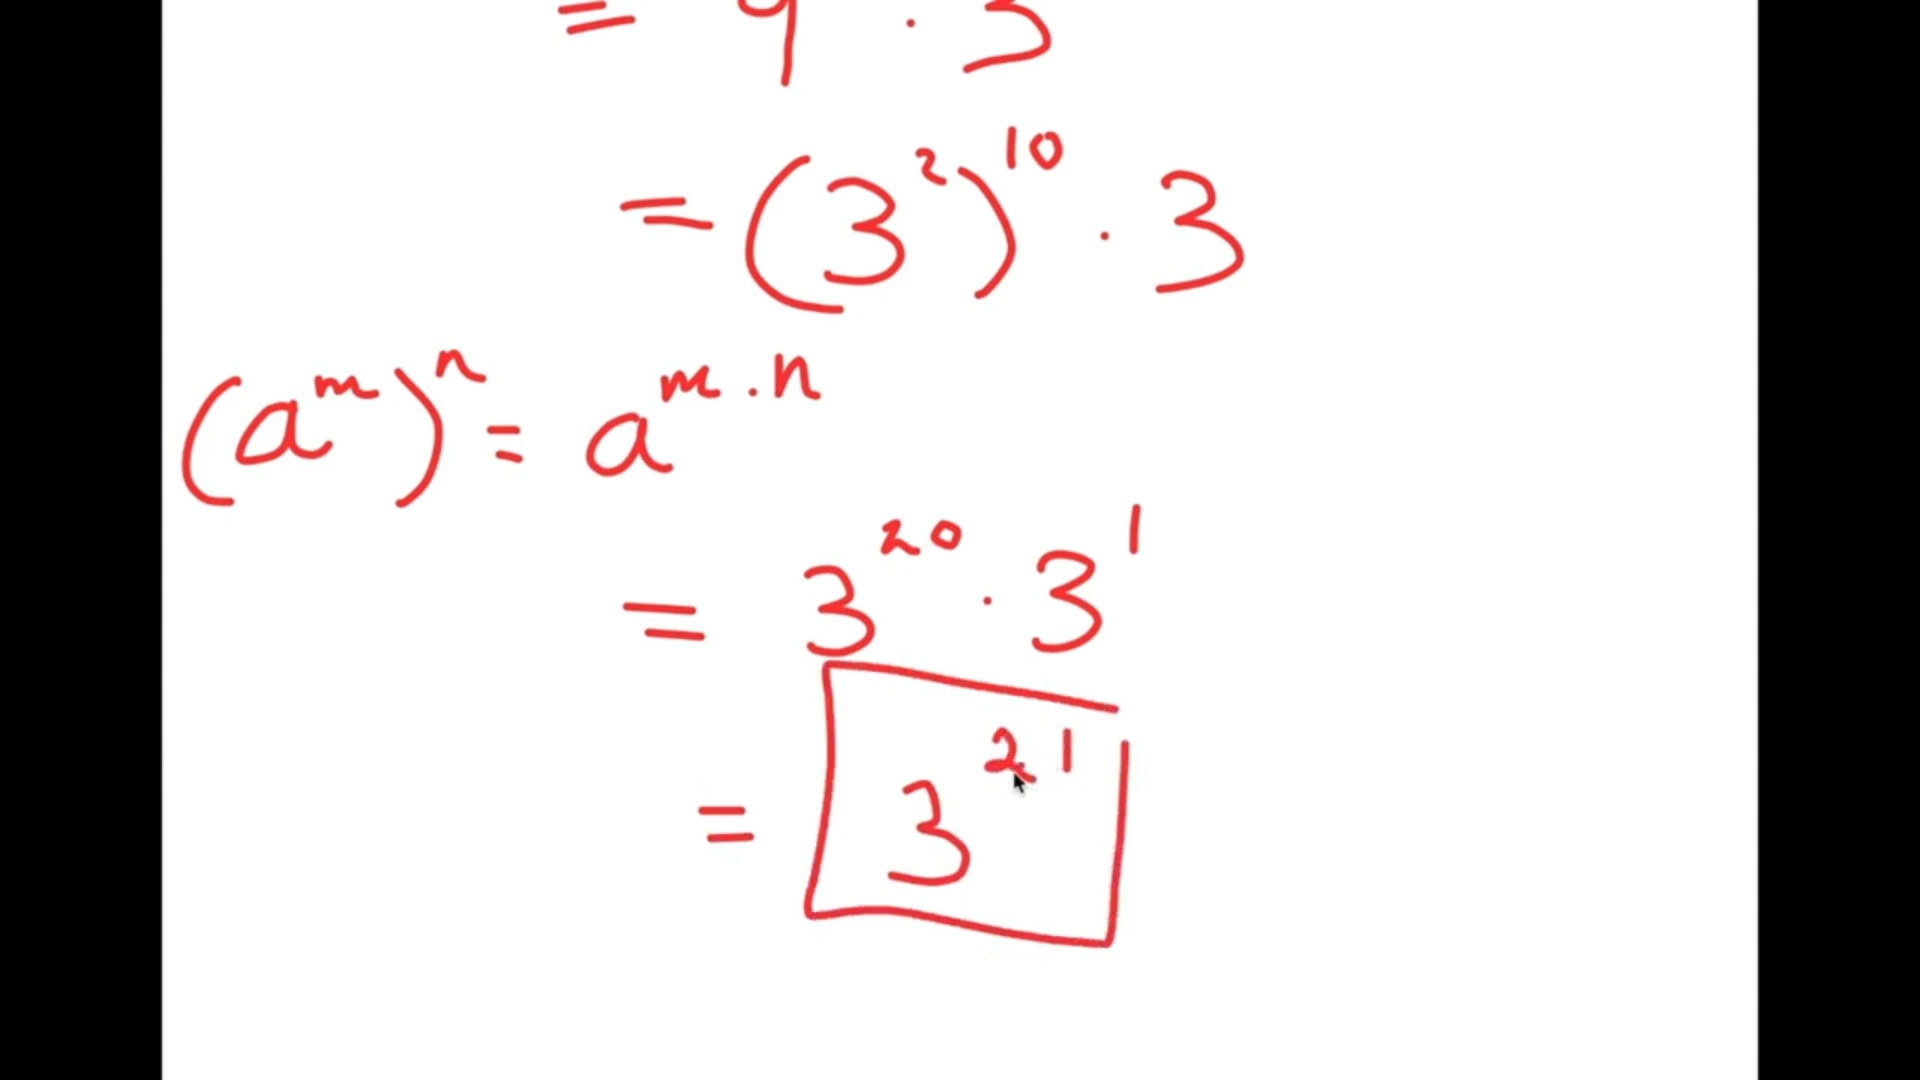 = 9 · 3
= (3²)¹⁰ · 3
(aᵐ)ⁿ = aᵐ·ⁿ
= 3²⁰ · 3¹
= 3²¹